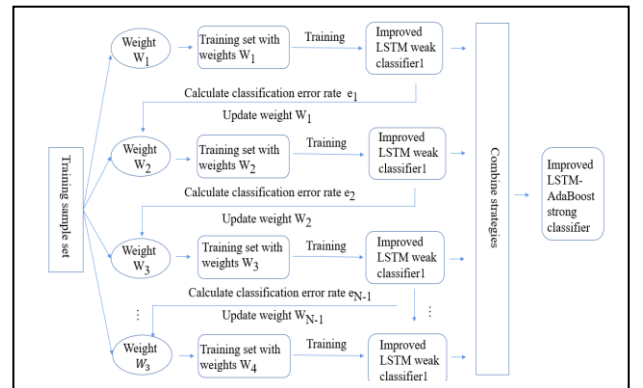 Training sample set
Weight
W1
Training set with
weights W1
Training
Improved
LSTM weak
classifier1
Calculate classification error rate e1
Update weight W1
Weight
W2
Training set with
weights W2
Training
Improved
LSTM weak
classifier1
Calculate classification error rate e2
Update weight W2
Weight
W3
Training set with
weights W3
Training
Improved
LSTM weak
classifier1
Calculate classification error rate eN-1
Update weight WN-1
⋮
⋮
Weight
W3
Training set with
weights W4
Training
Improved
LSTM weak
classifier1
Combine strategies
Improved
LSTM-
AdaBoost
strong
classifier